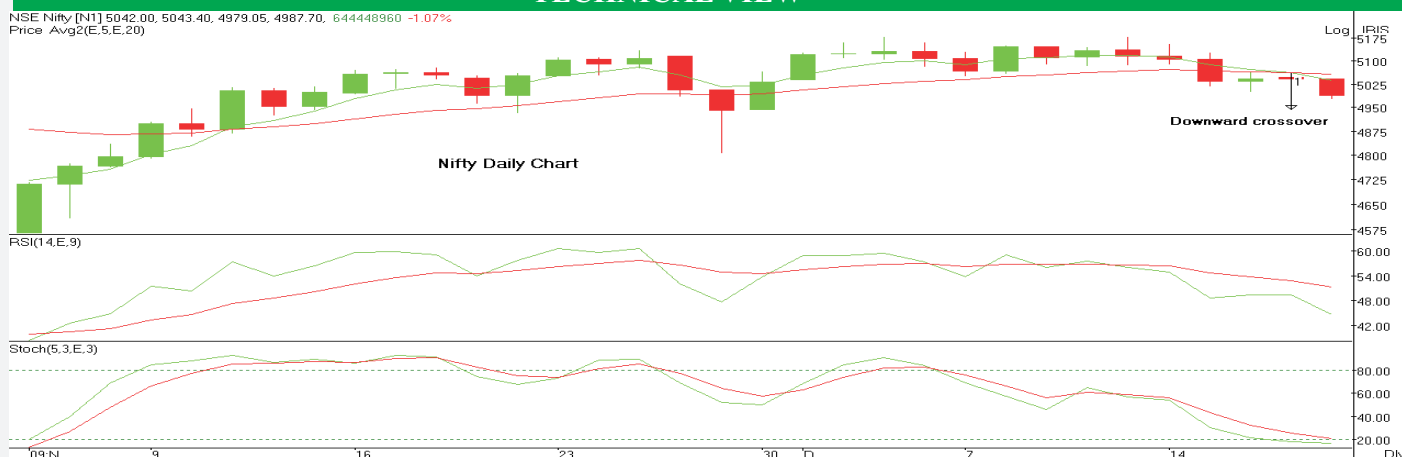 NSE Nifty [N1] 5042.00, 5043.40, 4979.05, 4987.70, 644448960 -1.07%
Price Avg2(E,5,E,20)
Log IRIS
5175
5100
5025
4950
Downward crossover
4875
4800
Nifty Daily Chart
4725
4650
4575
RSI(14,E,9)
60.00
54.00
48.00
42.00
Stoch(5,3,E,3)
80.00
60.00
40.00
20.00
09:N 9 16 23 30 D 7 14